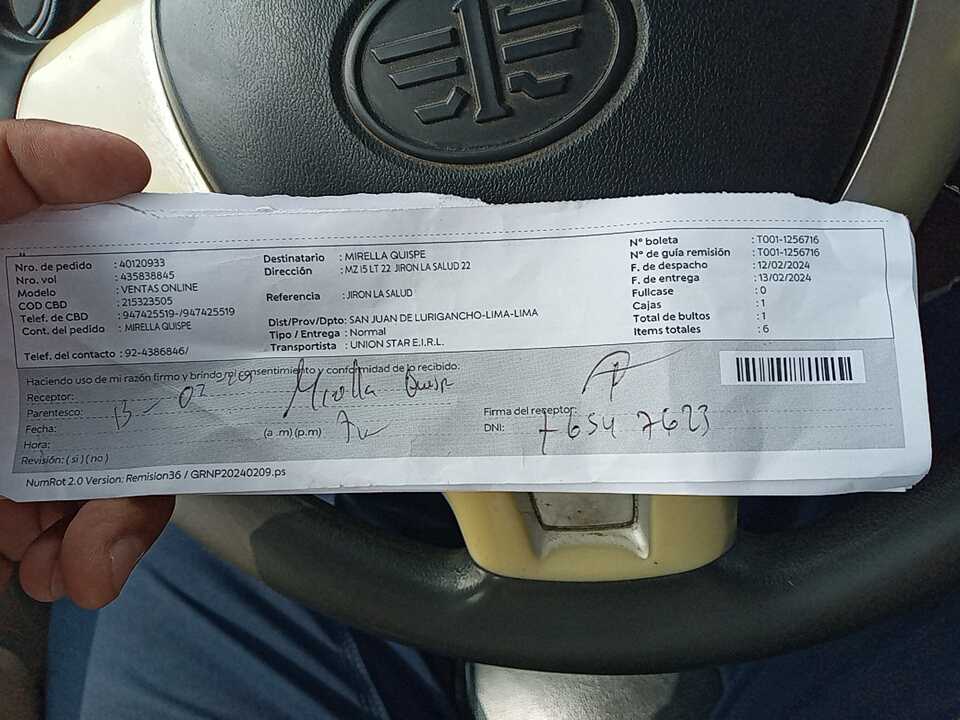 Nro. de pedido : 40120933
Nro. vol : 435838845
Modelo : VENTAS ONLINE
COD CBD : 215323505
Telef. de CBD : 947425519-/947425519
Cont. del pedido : MIRELLA QUISPE
Telef. del contacto : 92-4386846/
Destinatario : MIRELLA QUISPE
Dirección : MZ I5 LT 22 JIRON LA SALUD 22
Referencia : JIRON LA SALUD
Dist/Prov/Dpto: SAN JUAN DE LURIGANCHO-LIMA-LIMA
Tipo / Entrega : Normal
Transportista : UNION STAR E.I.R.L.
N° boleta : T001-1256716
N° de guía remisión : T001-1256716
F. de despacho : 12/02/2024
F. de entrega : 13/02/2024
Fullcase : 0
Cajas : 1
Total de bultos : 1
Items totales : 6
Haciendo uso de mi razón firmo y brindo mi consentimiento y conformidad de lo recibido:
Receptor: Mirella Quisp
Parentesco:
Fecha: 13-02
Hora: (a .m) (p.m)
Revisión: ( si ) ( no )
Firma del receptor:
DNI: 76547623
NumRot 2.0 Version: Remision36 / GRNP20240209.ps